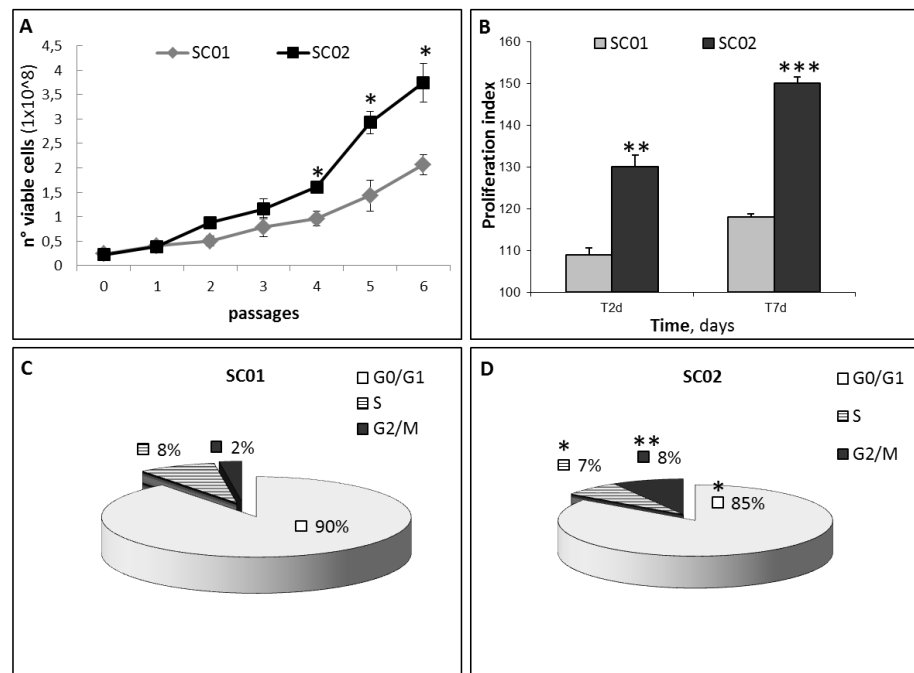 A
SC01 SC02
n° viable cells (1x10^8)
4,5
4
3,5
3
2,5
2
1,5
1
0,5
0
*
*
*
0 1 2 3 4 5 6
passages
B
SC01 SC02
Proliferation index
160
150
140
130
120
110
100
**
***
T2d T7d
Time, days
C
SC01
G0/G1
S
G2/M
8% 2%
90%
D
SC02
G0/G1
S
G2/M
* **
7% 8%
*
85%